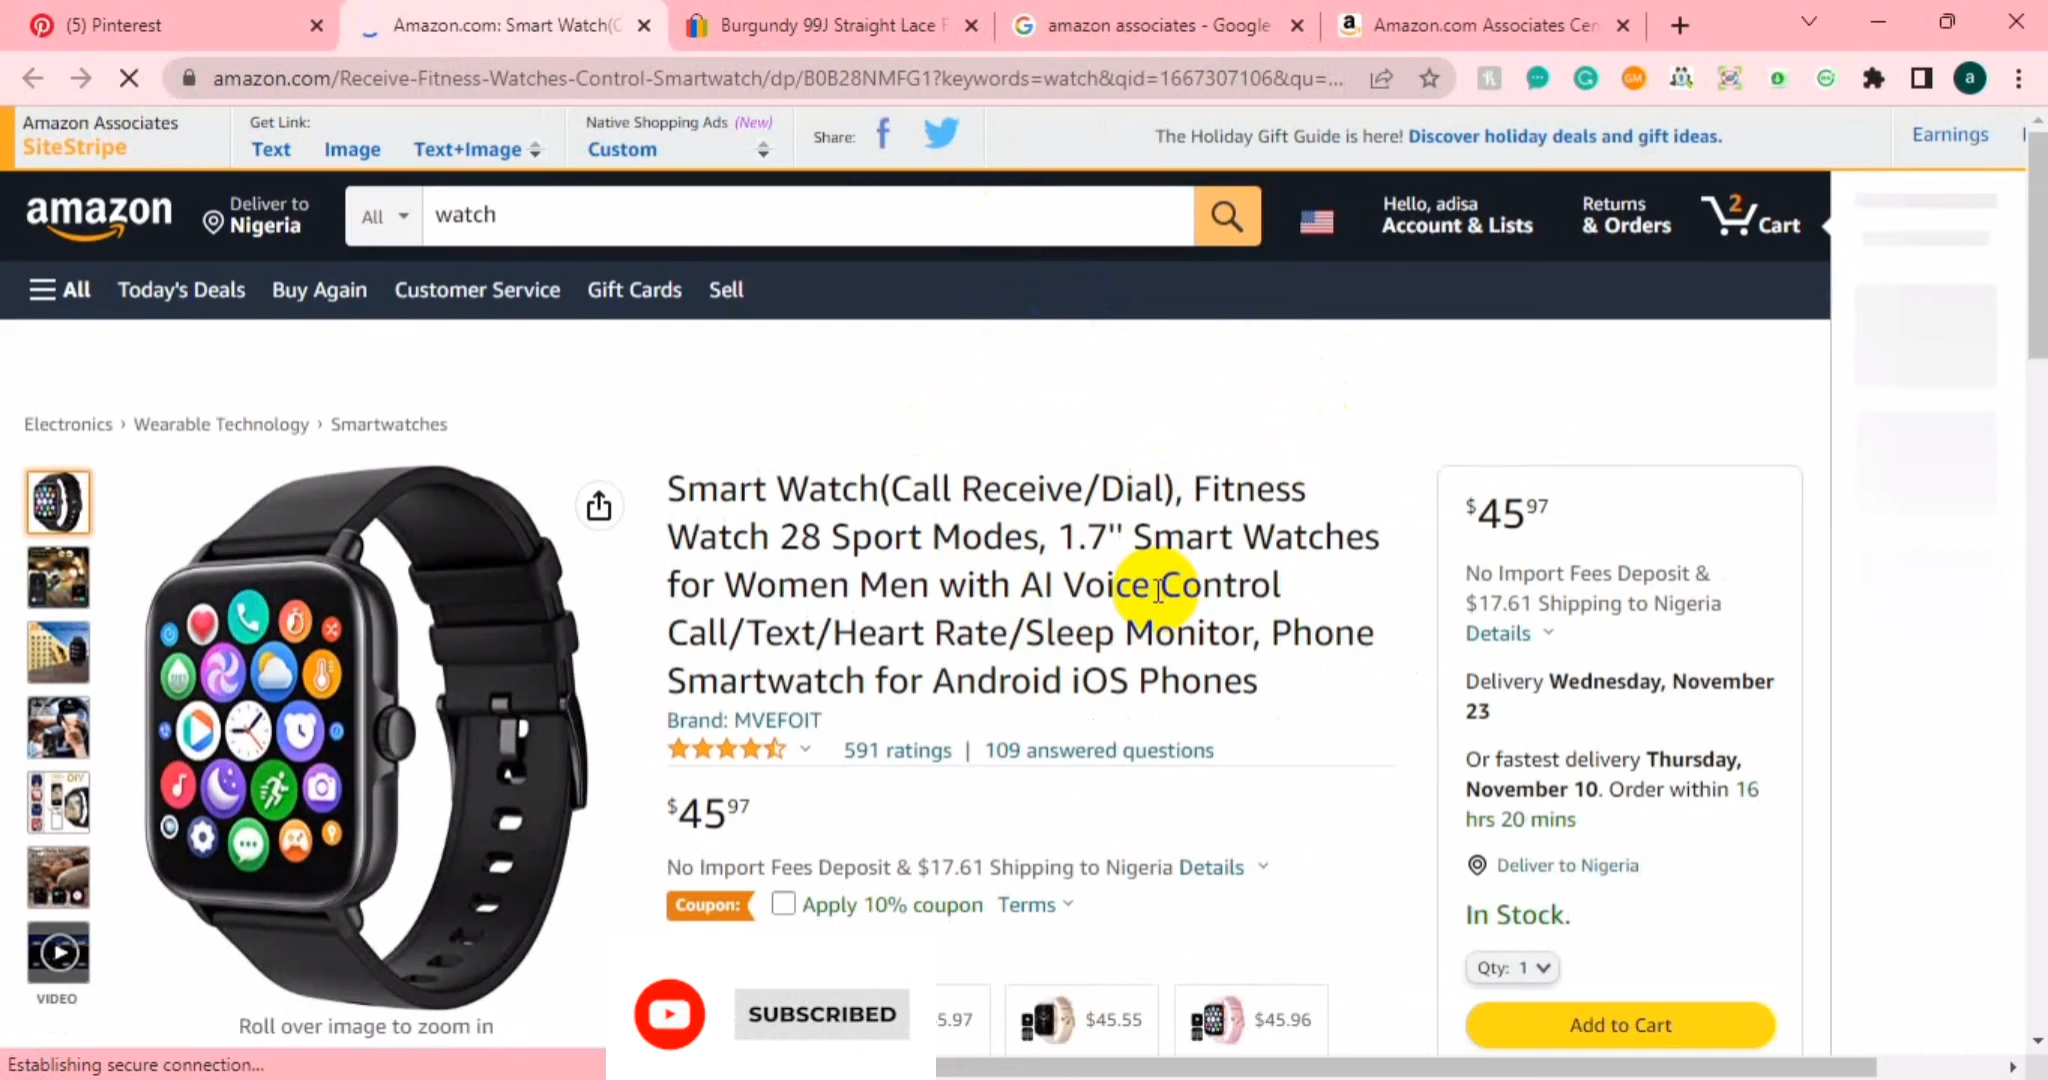 (5) Pinterest
Amazon.com: Smart Watch(C
Burgundy 99J Straight Lace F
amazon associates - Google
Amazon.com Associates Cen
amazon.com/Receive-Fitness-Watches-Control-Smartwatch/dp/B0B28NMFG1?keywords=watch&qid=1667307106&qu=...
Amazon Associates
SiteStripe
Get Link:
Text Image Text+Image
Native Shopping Ads (New)
Custom
Share:
The Holiday Gift Guide is here! Discover holiday deals and gift ideas.
Earnings
amazon
Deliver to
Nigeria
All
watch
Hello, adisa
Account & Lists
Returns
& Orders
2
Cart
All
Today's Deals
Buy Again
Customer Service
Gift Cards
Sell
Electronics › Wearable Technology › Smartwatches
Smart Watch(Call Receive/Dial), Fitness
Watch 28 Sport Modes, 1.7'' Smart Watches
for Women Men with AI Voice Control
Call/Text/Heart Rate/Sleep Monitor, Phone
Smartwatch for Android iOS Phones
Brand: MVEFOIT
591 ratings | 109 answered questions
$45 97
No Import Fees Deposit & $17.61 Shipping to Nigeria Details
Coupon: Apply 10% coupon Terms
5.97
$45.55
$45.96
VIDEO
Roll over image to zoom in
SUBSCRIBED
$45 97
No Import Fees Deposit &
$17.61 Shipping to Nigeria
Details
Delivery Wednesday, November
23
Or fastest delivery Thursday,
November 10. Order within 16
hrs 20 mins
Deliver to Nigeria
In Stock.
Qty: 1
Add to Cart
Establishing secure connection...